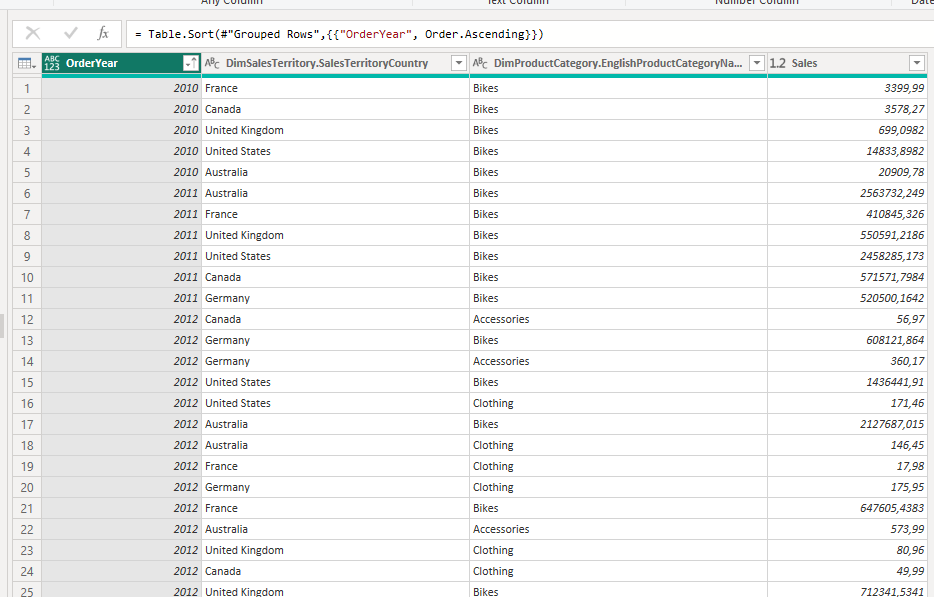 Any Column Text Column Number Column Date
fx = Table.Sort(#"Grouped Rows",{{"OrderYear", Order.Ascending}})
ABC 123 OrderYear ABC DimSalesTerritory.SalesTerritoryCountry ABC DimProductCategory.EnglishProductCategoryNa... 1.2 Sales
1 2010 France Bikes 3399,99
2 2010 Canada Bikes 3578,27
3 2010 United Kingdom Bikes 699,0982
4 2010 United States Bikes 14833,8982
5 2010 Australia Bikes 20909,78
6 2011 Australia Bikes 2563732,249
7 2011 France Bikes 410845,326
8 2011 United Kingdom Bikes 550591,2186
9 2011 United States Bikes 2458285,173
10 2011 Canada Bikes 571571,7984
11 2011 Germany Bikes 520500,1642
12 2012 Canada Accessories 56,97
13 2012 Germany Bikes 608121,864
14 2012 Germany Accessories 360,17
15 2012 United States Bikes 1436441,91
16 2012 United States Clothing 171,46
17 2012 Australia Bikes 2127687,015
18 2012 Australia Clothing 146,45
19 2012 France Clothing 17,98
20 2012 Germany Clothing 175,95
21 2012 France Bikes 647605,4383
22 2012 Australia Accessories 573,99
23 2012 United Kingdom Clothing 80,96
24 2012 Canada Clothing 49,99
25 2012 United Kingdom Bikes 712341,5341